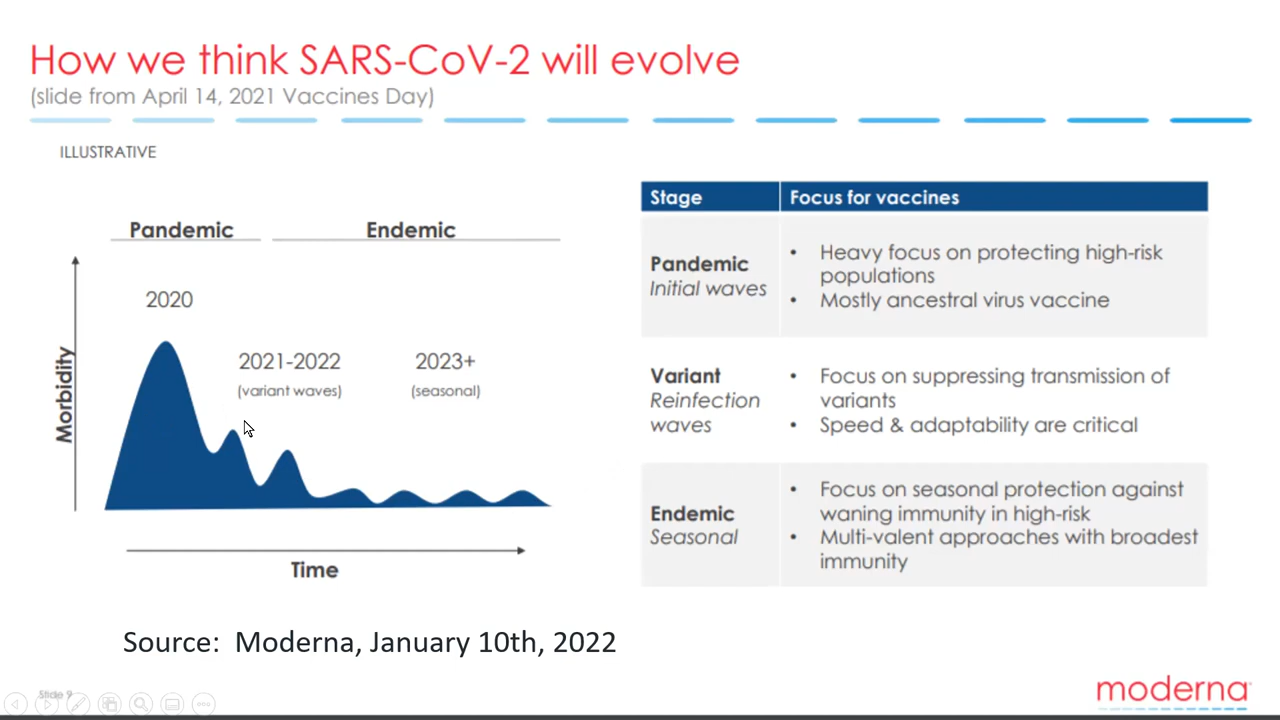 How we think SARS-CoV-2 will evolve
(slide from April 14, 2021 Vaccines Day)
ILLUSTRATIVE
Pandemic
Endemic
2020
2021-2022
(variant waves)
2023+
(seasonal)
Morbidity
Time
Stage
Focus for vaccines
Pandemic
Initial waves
• Heavy focus on protecting high-risk
populations
• Mostly ancestral virus vaccine
Variant
Reinfection
waves
• Focus on suppressing transmission of
variants
• Speed & adaptability are critical
Endemic
Seasonal
• Focus on seasonal protection against
waning immunity in high-risk
• Multi-valent approaches with broadest
immunity
Source: Moderna, January 10th, 2022
Slide 9
moderna